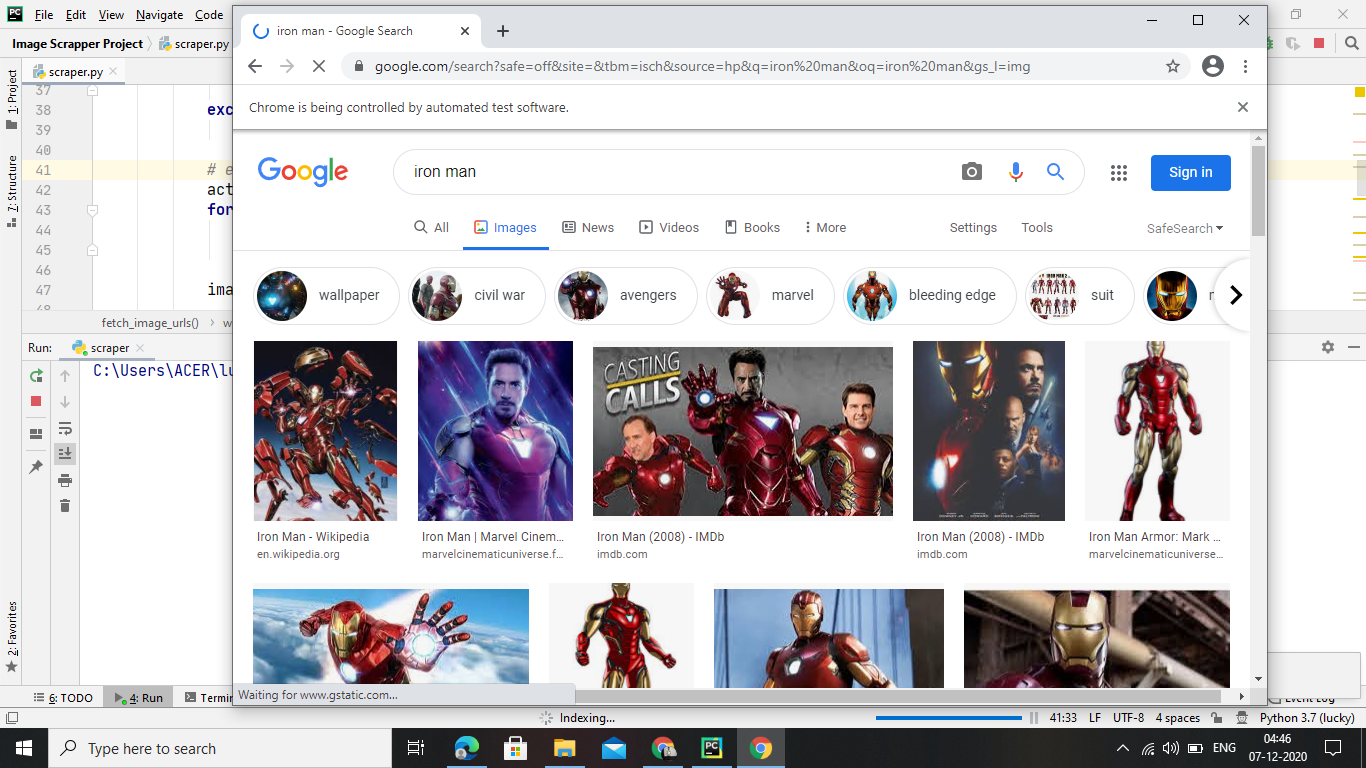 File Edit View Navigate Code
Image Scrapper Project scraper.py
scraper.py
1: Project
7: Structure
2: Favorites
37
38 exc
39
40
41 # e
42 act
43 for
44
45
46
47 ima
48
fetch_image_urls()
Run: scraper
C:\Users\ACER\lu
iron man - Google Search
google.com/search?safe=off&site=&tbm=isch&source=hp&q=iron%20man&oq=iron%20man&gs_l=img
Chrome is being controlled by automated test software.
Google
iron man
Sign in
All Images News Videos Books More Settings Tools SafeSearch
wallpaper civil war avengers marvel bleeding edge suit
CASTING
CALLS
Iron Man - Wikipedia
en.wikipedia.org
Iron Man | Marvel Cinem...
marvelcinematicuniverse.f...
Iron Man (2008) - IMDb
imdb.com
Iron Man (2008) - IMDb
imdb.com
Iron Man Armor: Mark ...
marvelcinematicuniverse...
Waiting for www.gstatic.com...
6: TODO 4: Run Termin Event Log
Indexing... 41:33 LF UTF-8 4 spaces Python 3.7 (lucky)
Type here to search
ENG
04:46
07-12-2020